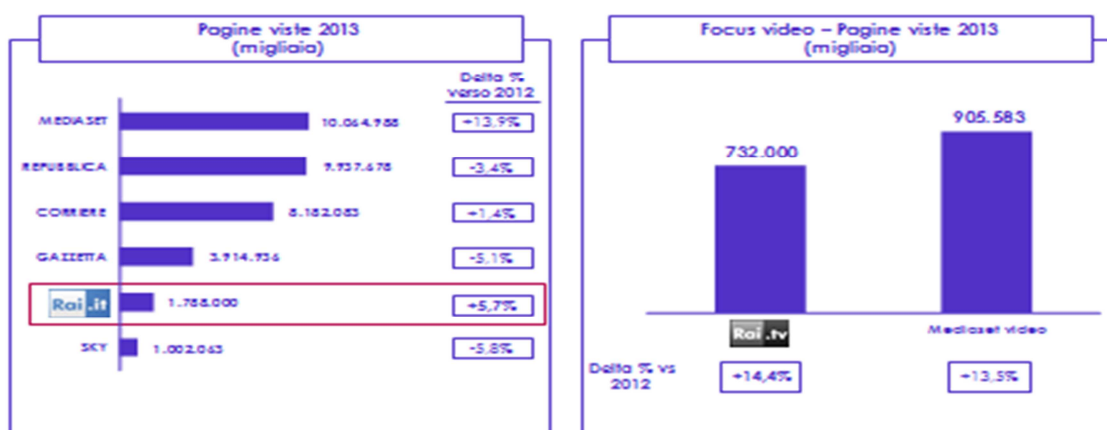 Pagine viste 2013
(migliaia)
Delta %
verso 2012
MEDIASET 10.064.988 +13,9%
REPUBBLICA 9.937.678 -3,4%
CORRIERE 8.182.083 +1,4%
GAZZETTA 3.914.936 -5,1%
Rai.it 1.788.000 +5,7%
SKY 1.002.063 -5,8%
Focus video – Pagine viste 2013
(migliaia)
732.000
905.583
Rai.tv
Mediaset video
Delta % vs
2012
+14,4%
+13,5%